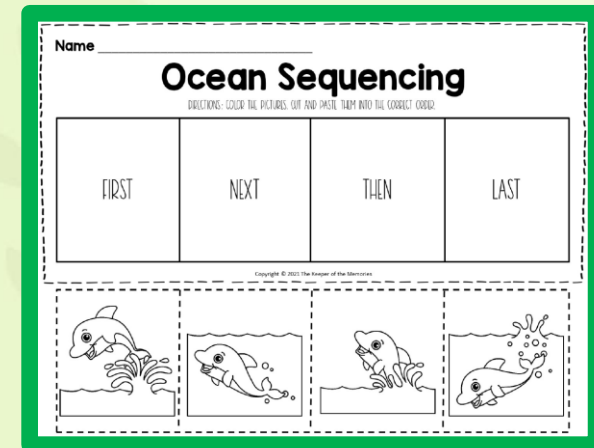 Name
Ocean Sequencing
DIRECTIONS: COLOR THE PICTURES, CUT AND PASTE THEM INTO THE CORRECT ORDER.
FIRST
NEXT
THEN
LAST
Copyright © 2021 The Keeper of the Memories